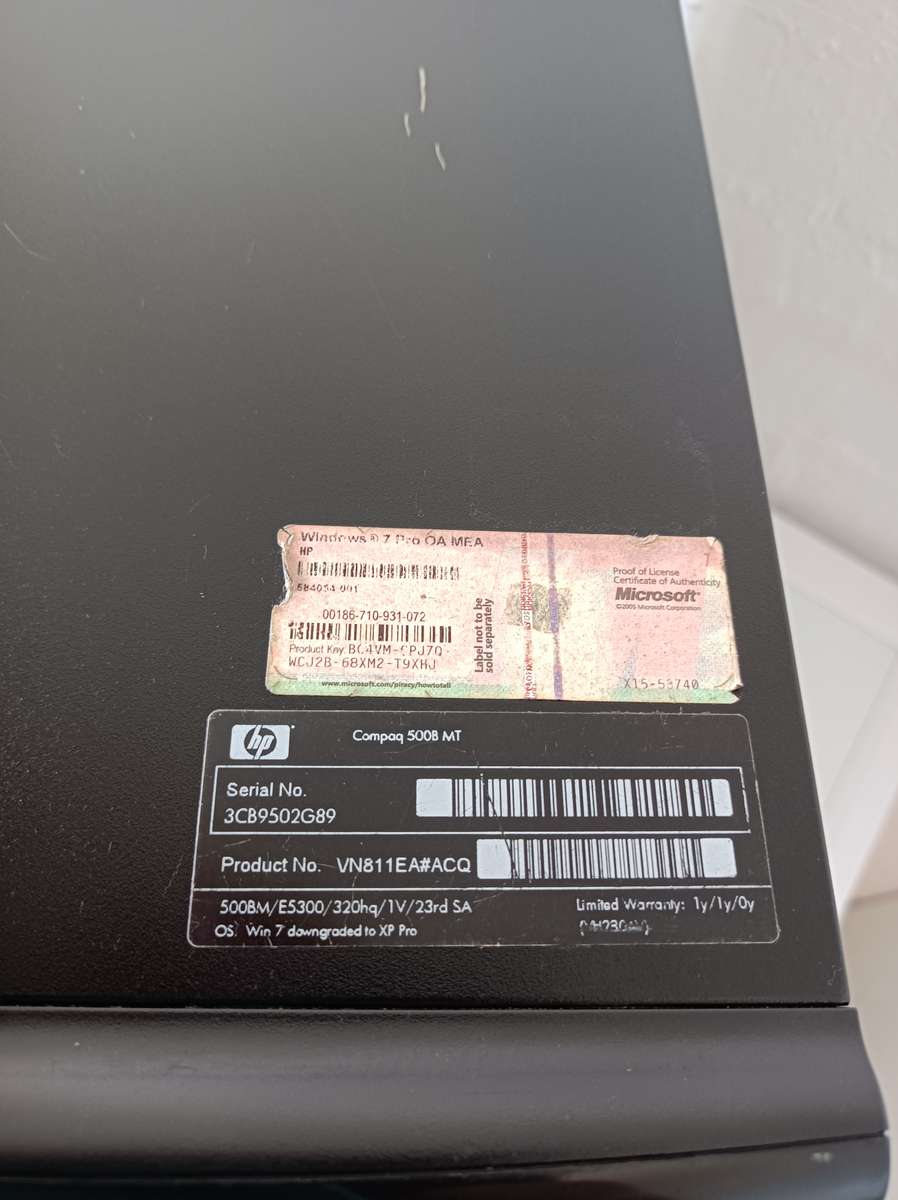 Windows® 7 Pro OA MEA
HP
584034-001
00186-710-931-072
Product Key:
WCJ2B-68XM2-T9XHJ
www.microsoft.com/piracy/howtotell
Label not to be
sold separately
Proof of License
Certificate of Authenticity
Microsoft®
©2005 Microsoft Corporation
X15-53740
hp
Compaq 500B MT
Serial No.
3CB9502G89
Product No. VN811EA#ACQ
500BM/E5300/320hq/1V/23rd SA
Limited Warranty: 1y/1y/0y
OS: Win 7 downgraded to XP Pro